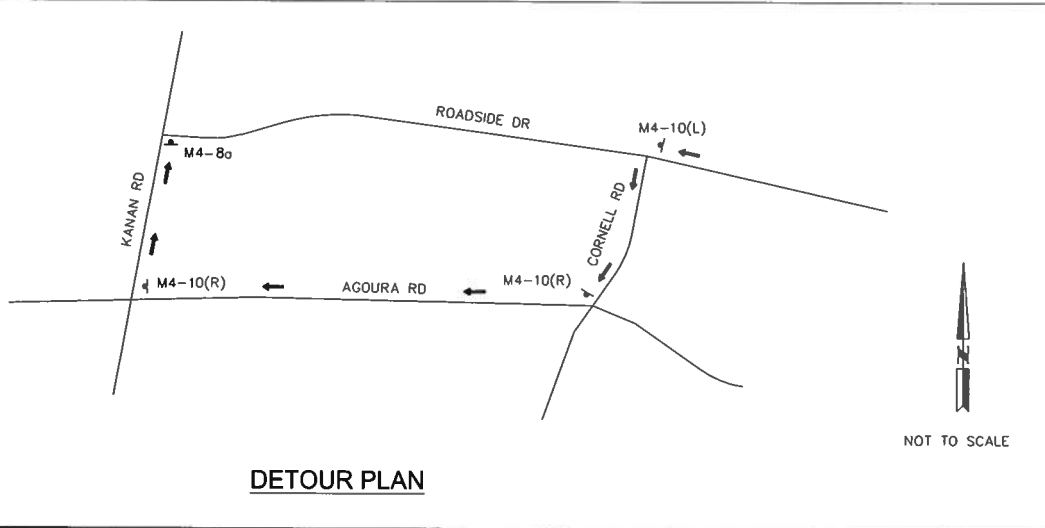 ROADSIDE DR
M4-10(L)
M4-8a
KANAN RD
CORNELL RD
M4-10(R)
AGOURA RD
M4-10(R)
N
NOT TO SCALE
DETOUR PLAN